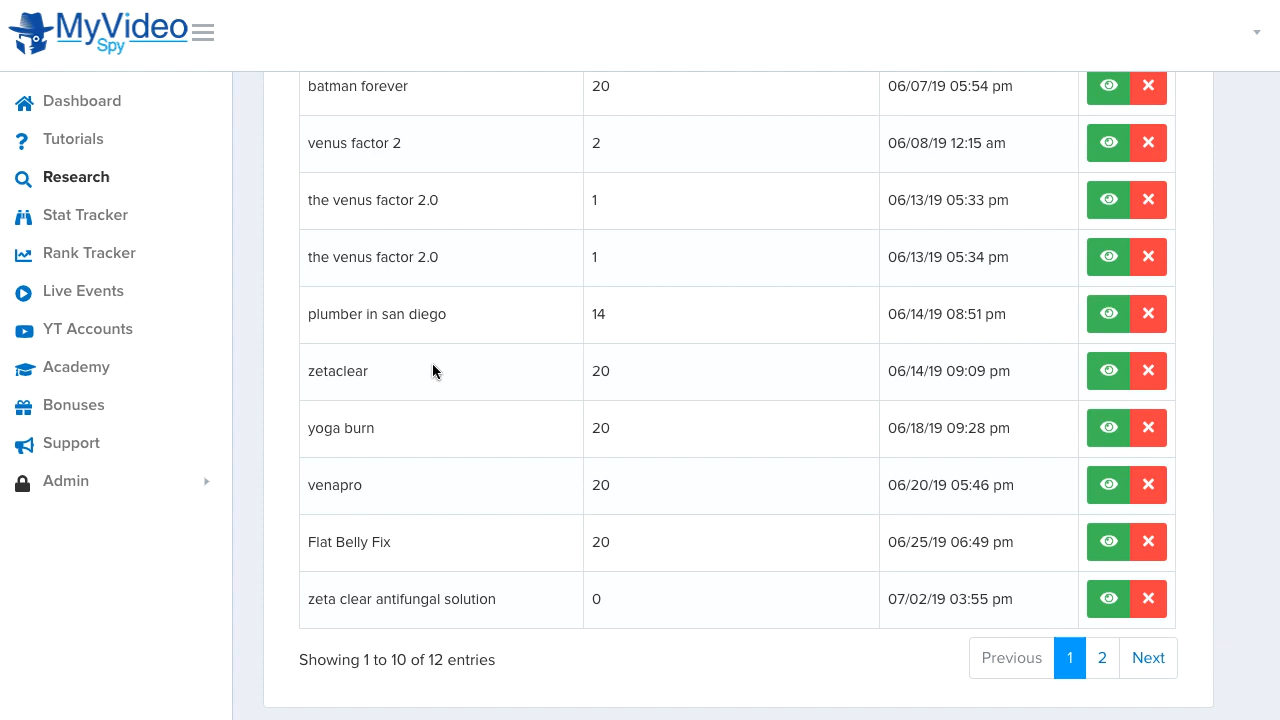 MyVideo
Spy
Dashboard
Tutorials
Research
Stat Tracker
Rank Tracker
Live Events
YT Accounts
Academy
Bonuses
Support
Admin
batman forever 20 06/07/19 05:54 pm
venus factor 2 2 06/08/19 12:15 am
the venus factor 2.0 1 06/13/19 05:33 pm
the venus factor 2.0 1 06/13/19 05:34 pm
plumber in san diego 14 06/14/19 08:51 pm
zetaclear 20 06/14/19 09:09 pm
yoga burn 20 06/18/19 09:28 pm
venapro 20 06/20/19 05:46 pm
Flat Belly Fix 20 06/25/19 06:49 pm
zeta clear antifungal solution 0 07/02/19 03:55 pm
Showing 1 to 10 of 12 entries
Previous 1 2 Next